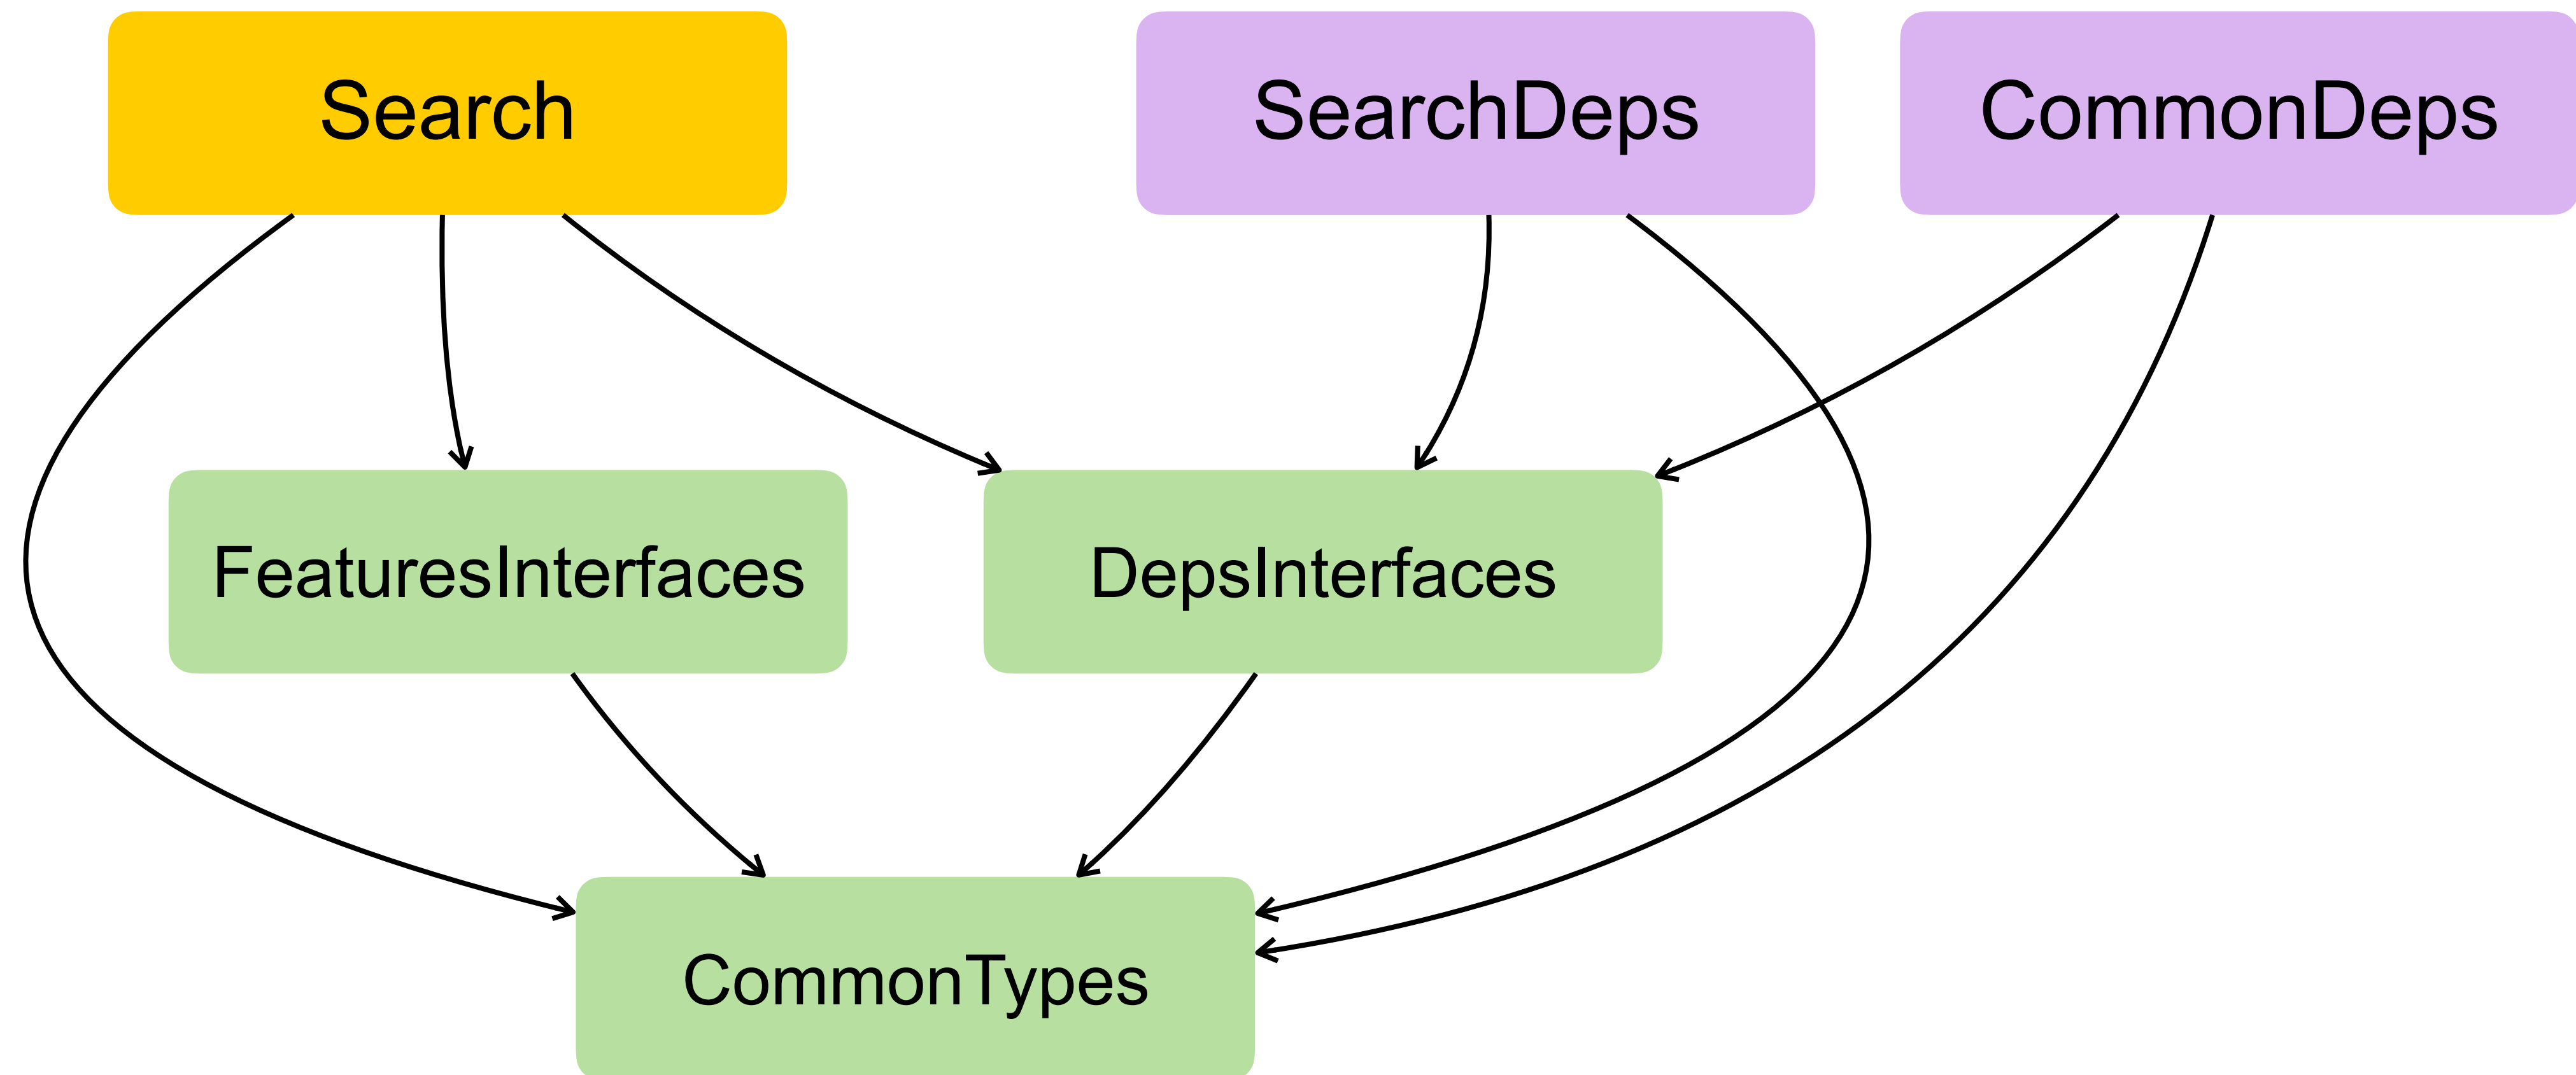 Search
SearchDeps
CommonDeps
FeaturesInterfaces
DepsInterfaces
CommonTypes